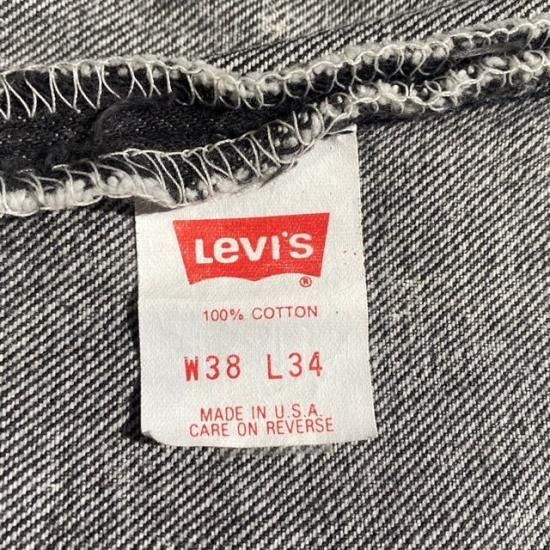 Levi's
®
100% COTTON
W38 L34
MADE IN U.S.A.
CARE ON REVERSE